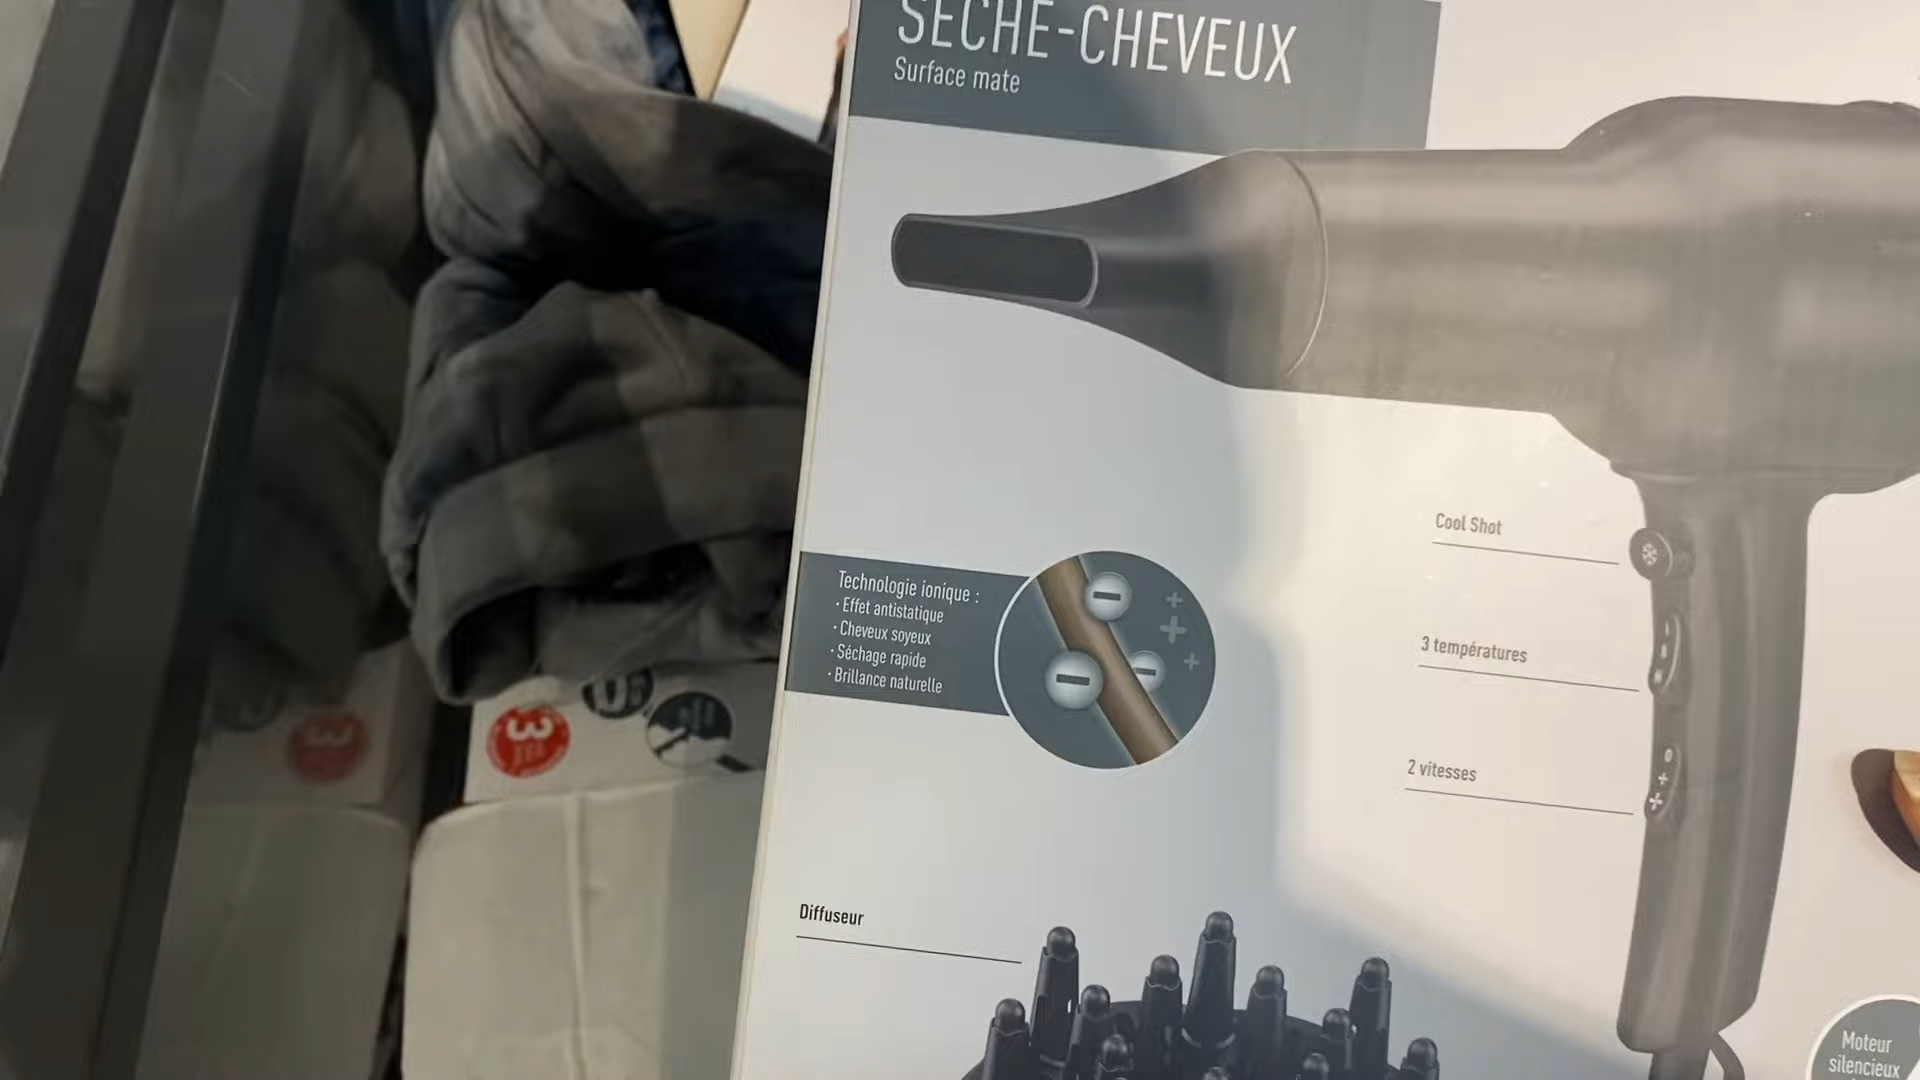 SÈCHE-CHEVEUX
Surface mate
Cool Shot
Technologie ionique :
· Effet antistatique
· Cheveux soyeux
· Séchage rapide
· Brillance naturelle
3 températures
2 vitesses
3
Diffuseur
Moteur
silencieux